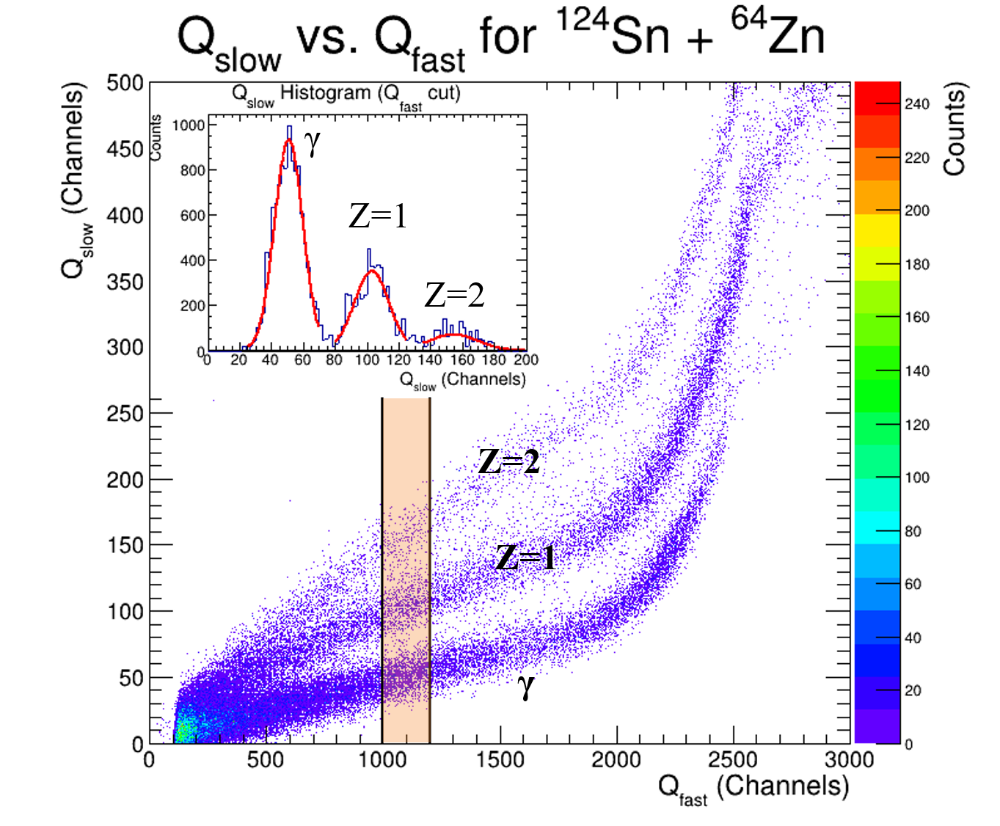 Qslow vs. Qfast for 124Sn + 64Zn
Qslow (Channels)
500
450
400
350
300
250
200
150
100
50
0
Qslow Histogram (Qfast cut)
Counts
1000
800
600
400
200
0
γ
Z=1
Z=2
0 20 40 60 80 100 120 140 160 180 200
Qslow (Channels)
Z=2
Z=1
γ
0 500 1000 1500 2000 2500 3000
Qfast (Channels)
Counts)
240
220
200
180
160
140
120
100
80
60
40
20
0